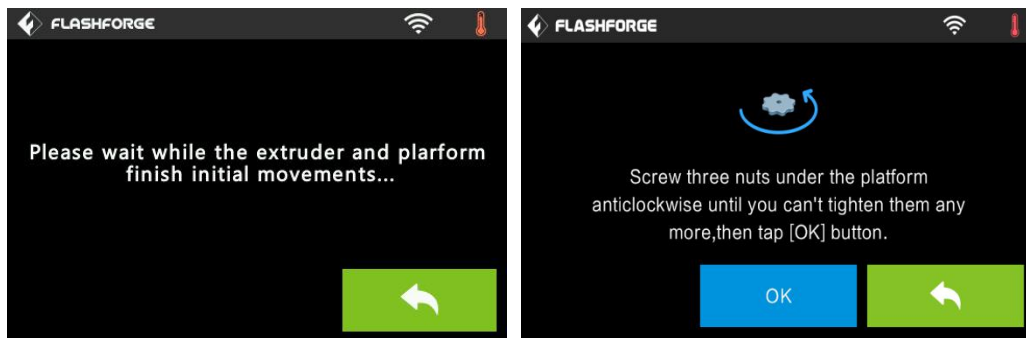 FLASHFORGE
Please wait while the extruder and plarform
finish initial movements...
FLASHFORGE
Screw three nuts under the platform
anticlockwise until you can't tighten them any
more,then tap [OK] button.
OK